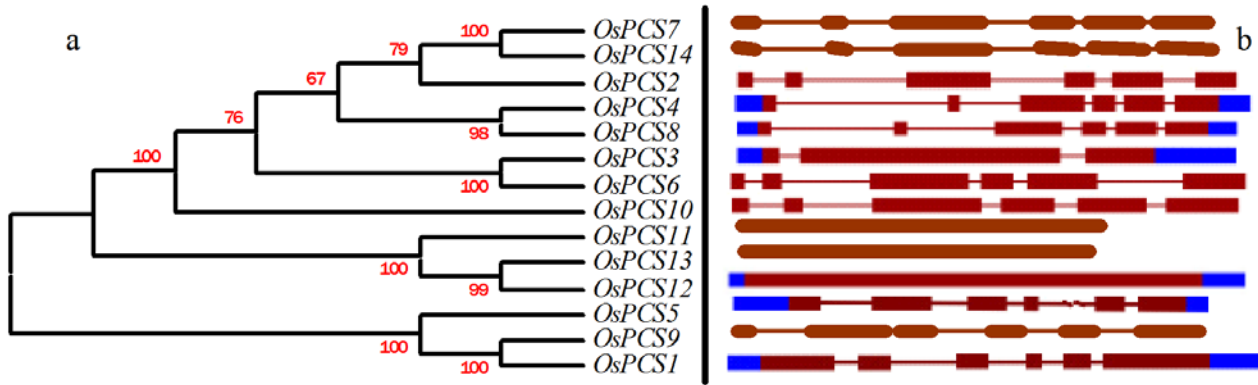 a
b
100
OsPCS7
79
OsPCS14
67
OsPCS2
76
OsPCS4
98
OsPCS8
100
OsPCS3
100
OsPCS6
OsPCS10
OsPCS11
100
OsPCS13
99
OsPCS12
OsPCS5
100
OsPCS9
100
OsPCS1